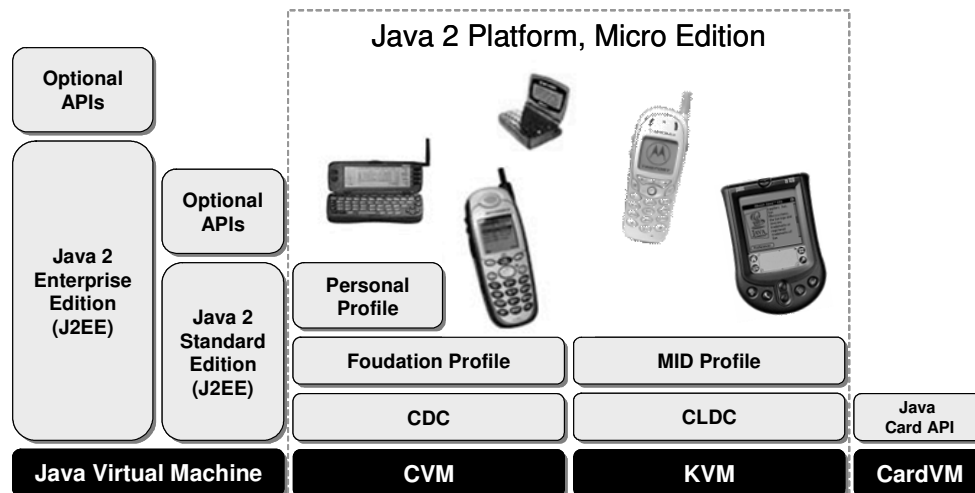 Java 2 Platform, Micro Edition
Optional
APIs
Java 2
Enterprise
Edition
(J2EE)
Optional
APIs
Java 2
Standard
Edition
(J2EE)
Personal
Profile
Foudation Profile
MID Profile
CDC
CLDC
Java
Card API
Java Virtual Machine
CVM
KVM
CardVM